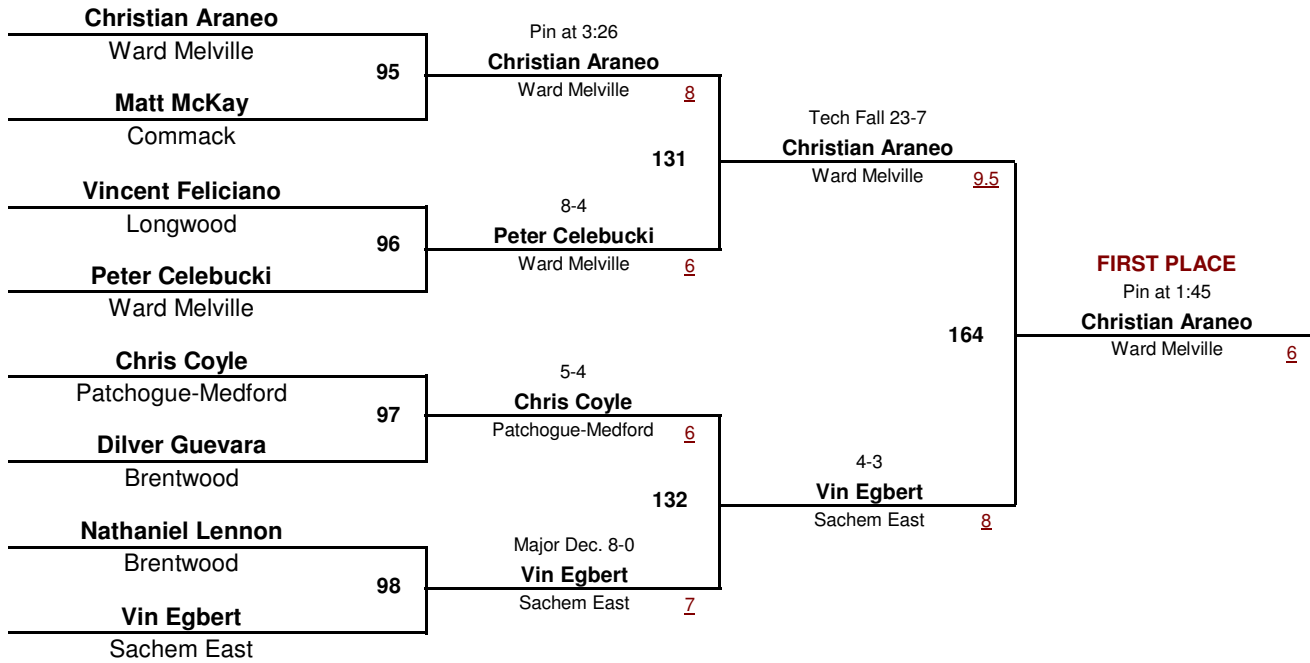 Christian Araneo
Ward Melville
95
Matt McKay
Commack
Vincent Feliciano
Longwood
96
Peter Celebucki
Ward Melville
Chris Coyle
Patchogue-Medford
97
Dilver Guevara
Brentwood
Nathaniel Lennon
Brentwood
98
Vin Egbert
Sachem East
Pin at 3:26
Christian Araneo
Ward Melville 8
131
8-4
Peter Celebucki
Ward Melville 6
5-4
Chris Coyle
Patchogue-Medford 6
132
Major Dec. 8-0
Vin Egbert
Sachem East 7
Tech Fall 23-7
Christian Araneo
Ward Melville 9.5
164
4-3
Vin Egbert
Sachem East 8
FIRST PLACE
Pin at 1:45
Christian Araneo
Ward Melville 6